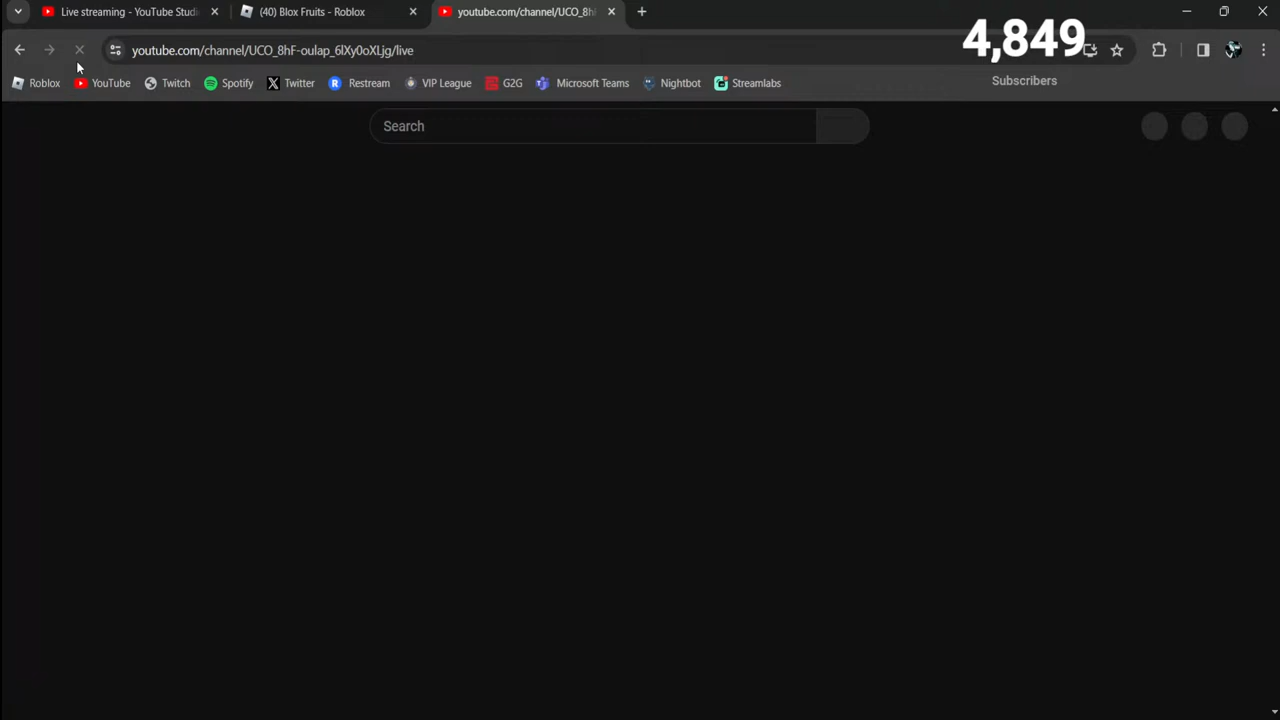 Live streaming - YouTube Studi
(40) Blox Fruits - Roblox
youtube.com/channel/UCO_8h
youtube.com/channel/UCO_8hF-oulap_6lXy0oXLjg/live
4,849
Subscribers
Roblox
YouTube
Twitch
Spotify
Twitter
Restream
VIP League
G2G
Microsoft Teams
Nightbot
Streamlabs
Search